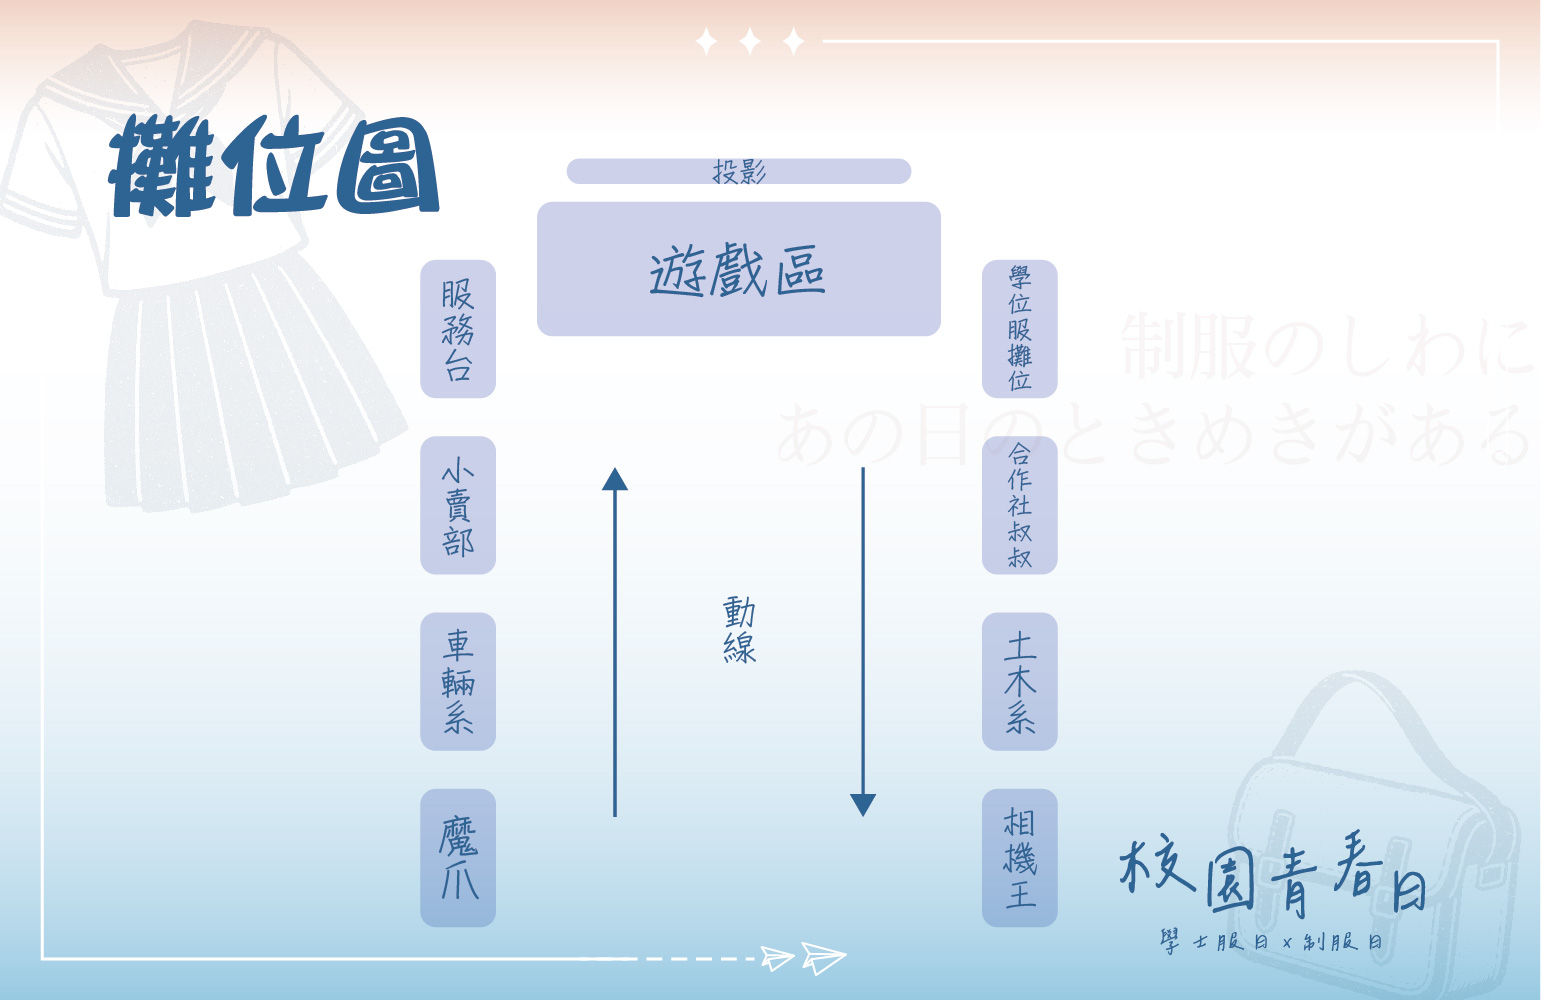 攤位圖
投影
遊戲區
服務台
學位服攤位
制服のしわに
あの日のときめきがある
小賣部
合作社叔叔
動線
車輛系
土木系
魔爪
相機王
校園青春日
學士服日x制服日